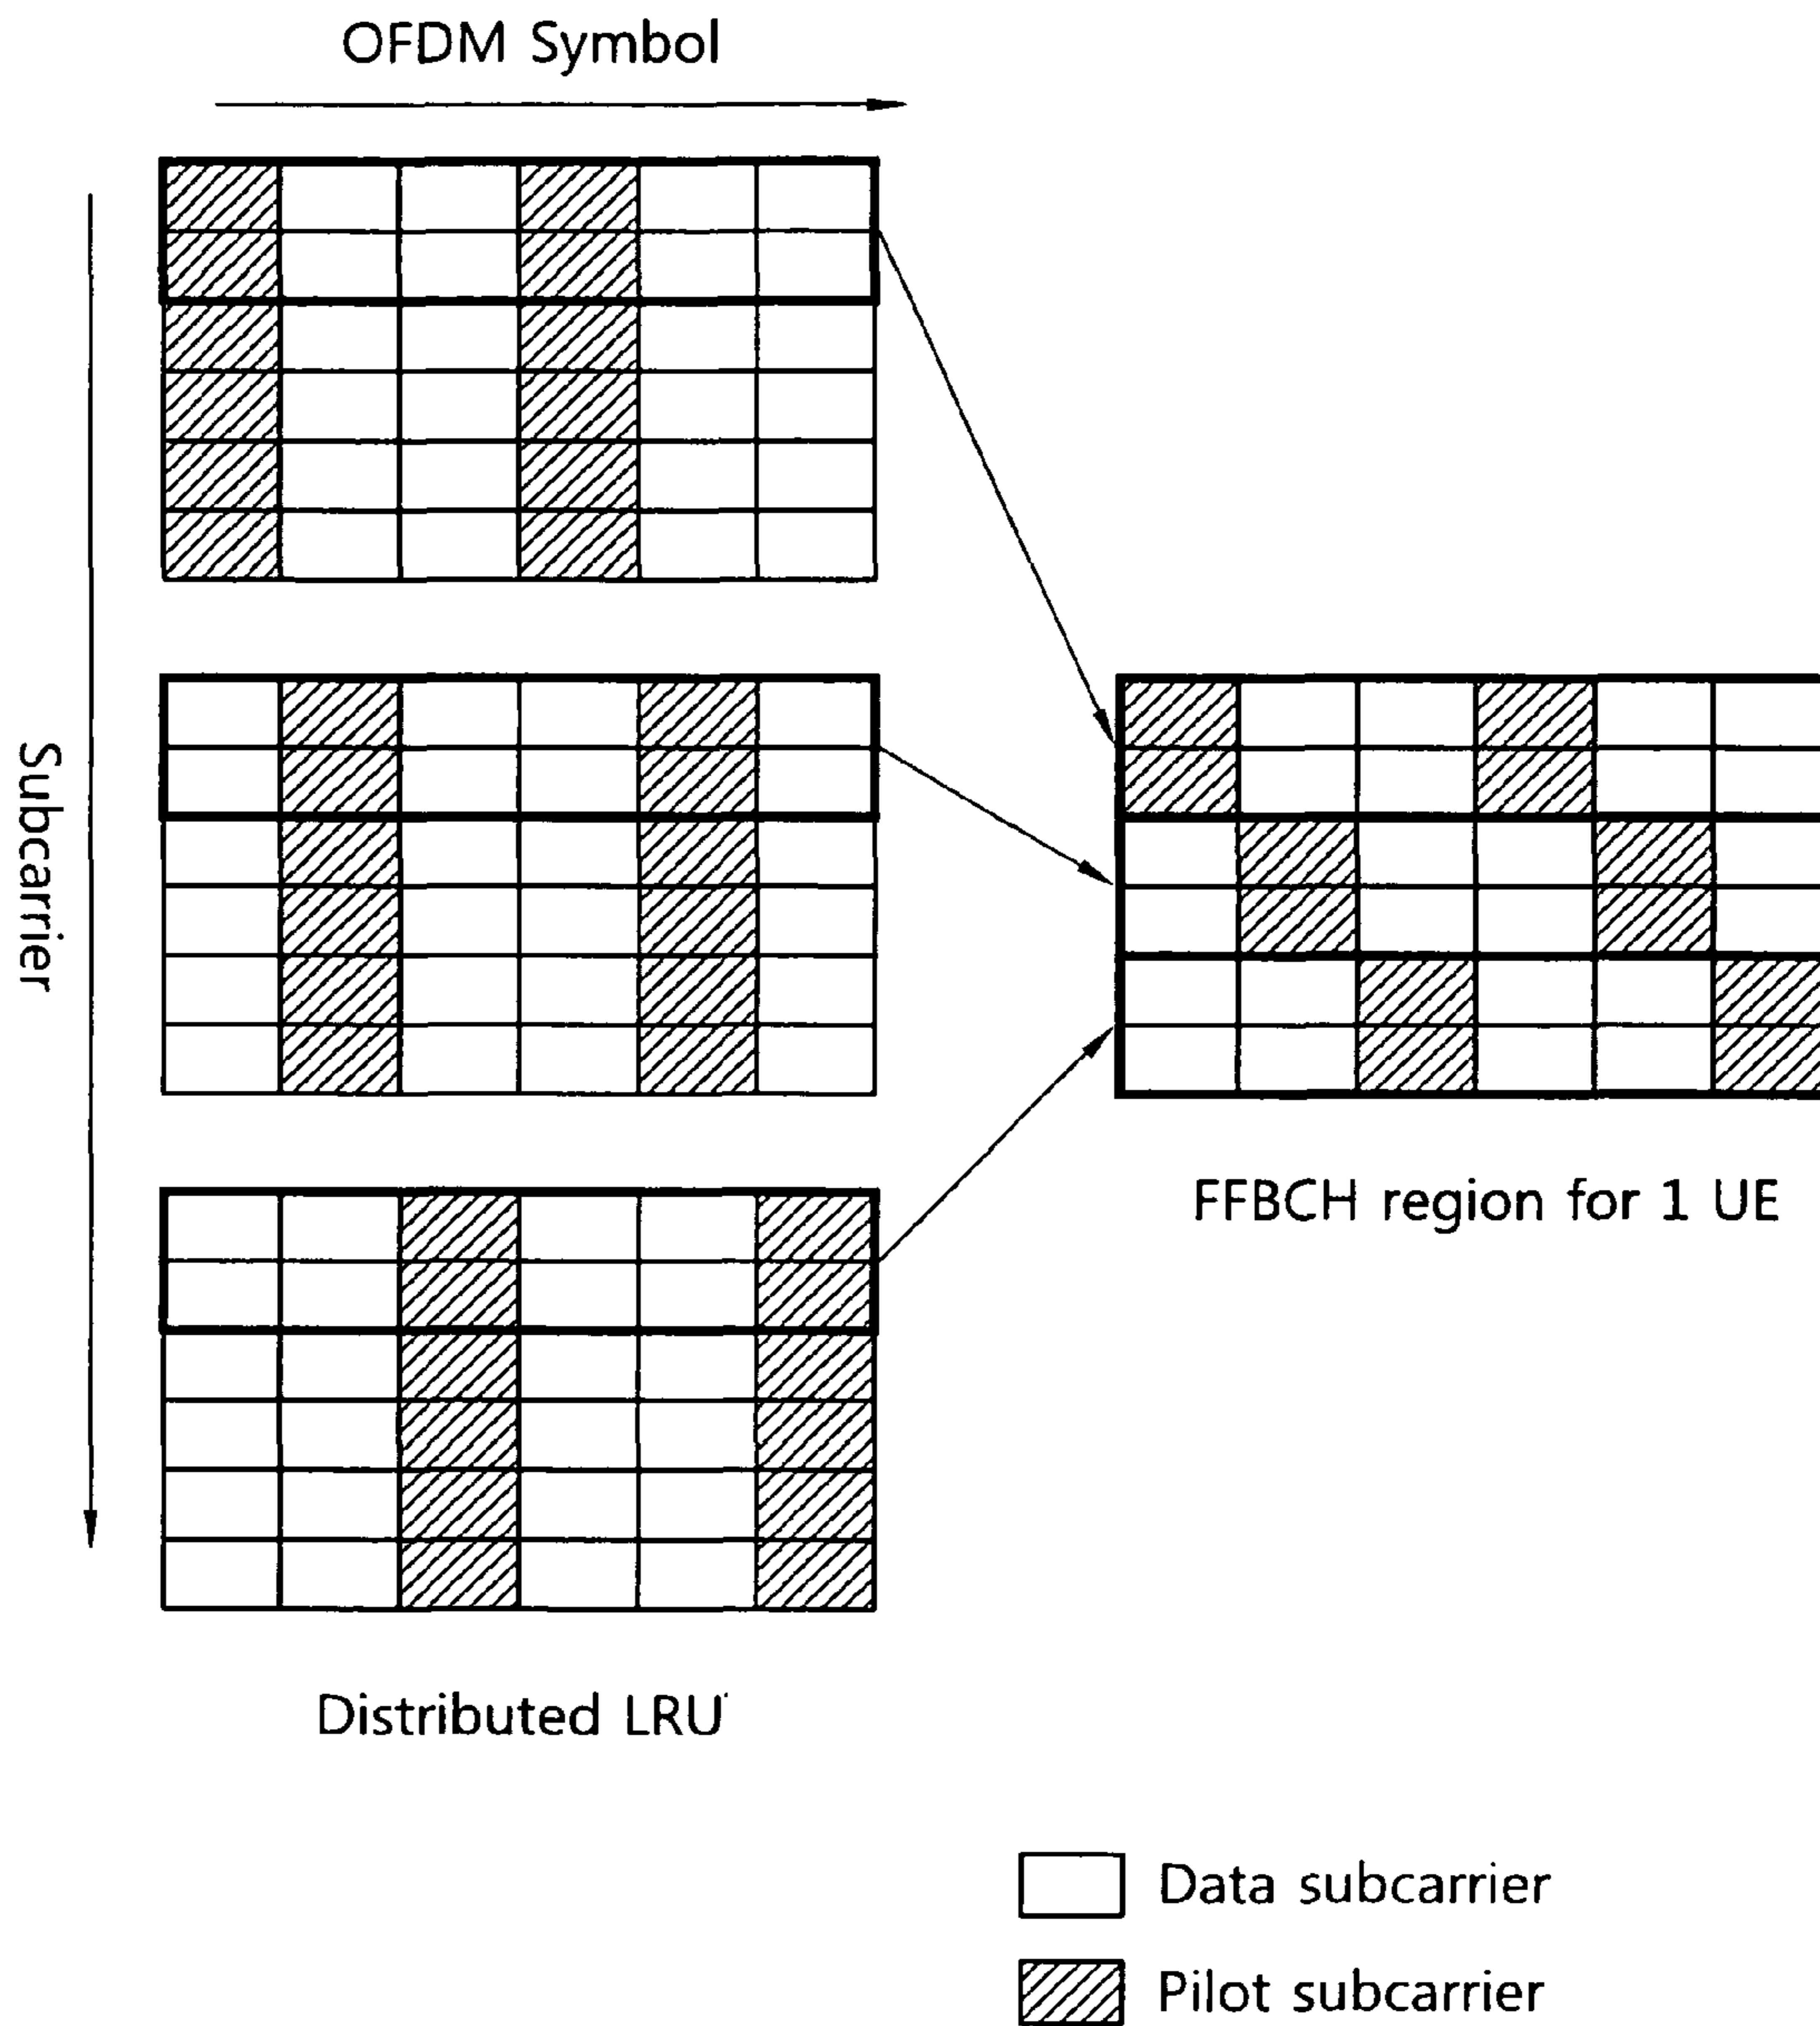 OFDM Symbol
Subcarrier
FFBCH region for 1 UE
Distributed LRU
Data subcarrier
Pilot subcarrier